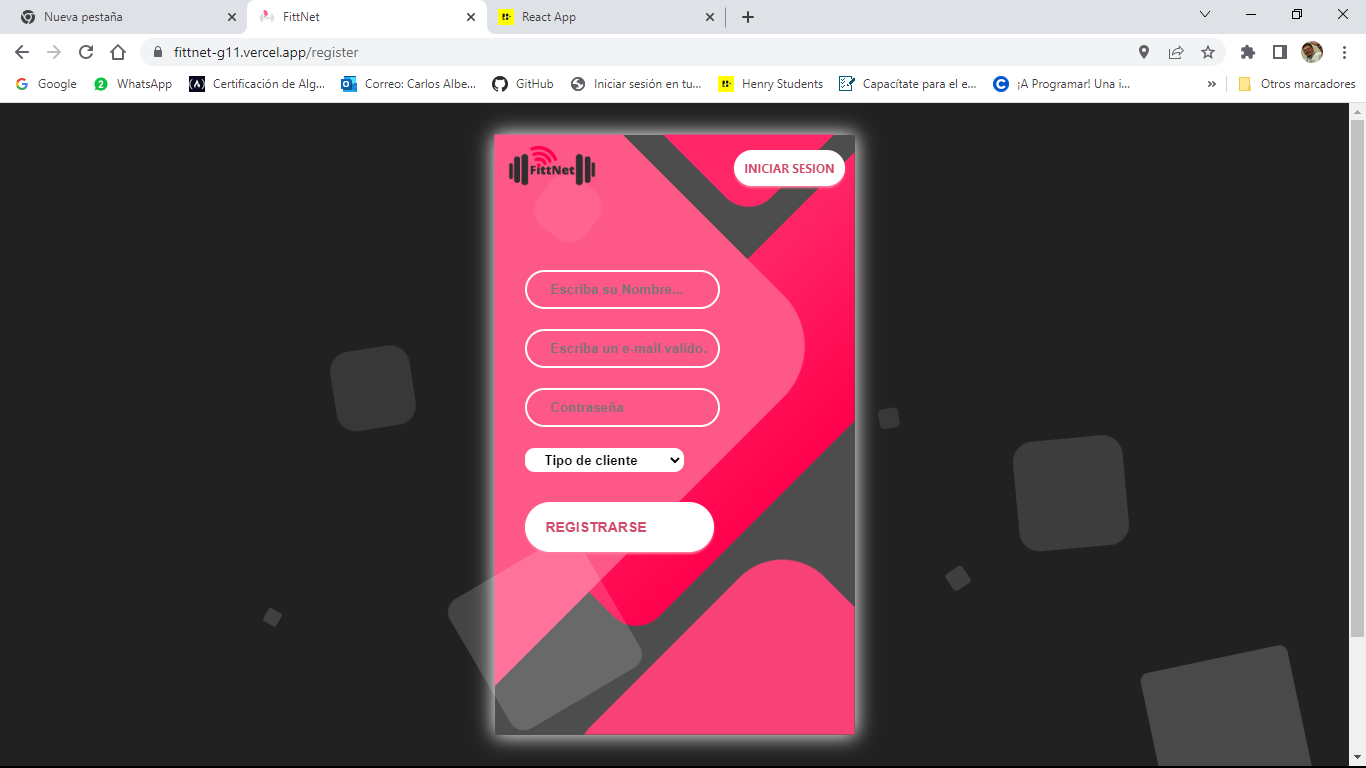 Nueva pestaña
FittNet
React App
fittnet-g11.vercel.app/register
Google
WhatsApp
Certificación de Alg...
Correo: Carlos Albe...
GitHub
Iniciar sesión en tu...
Henry Students
Capacítate para el e...
¡A Programar! Una i...
»
Otros marcadores
FittNet
INICIAR SESION
Escriba su Nombre...
Escriba un e-mail valido.
Contraseña
Tipo de cliente
REGISTRARSE